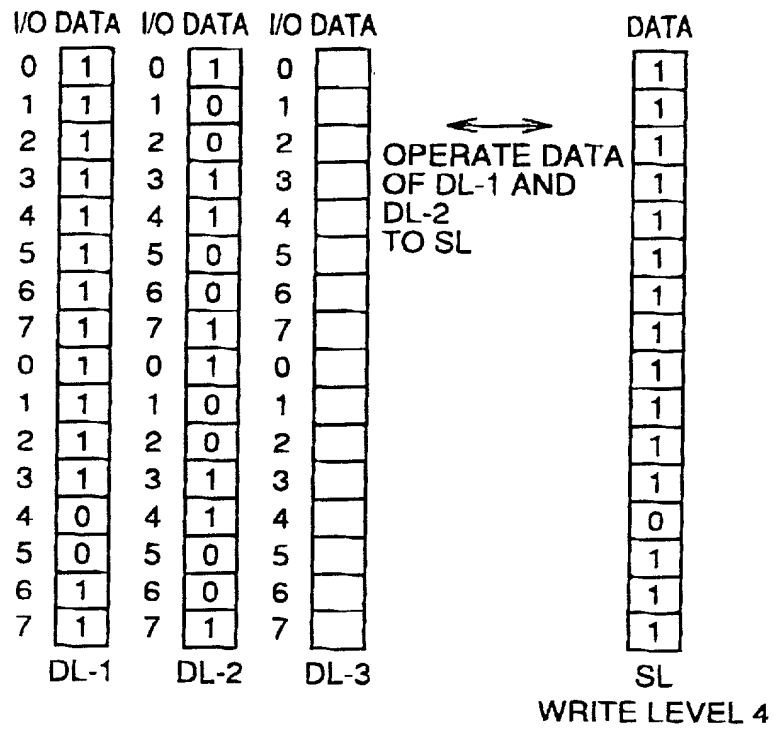 I/O DATA I/O DATA I/O DATA DATA
0 1 0 1 0 1
1 1 1 0 1 1
2 1 2 0 2 1
3 1 3 1 3 1
4 1 4 1 4 1
5 1 5 0 5 1
6 1 6 0 6 1
7 1 7 1 7 1
0 1 0 1 0 1
1 1 1 0 1 1
2 1 2 0 2 1
3 1 3 1 3 1
4 0 4 1 4 0
5 0 5 0 5 1
6 1 6 0 6 1
7 1 7 1 7 1
OPERATE DATA
OF DL-1 AND
DL-2
TO SL
DL-1 DL-2 DL-3 SL
WRITE LEVEL 4